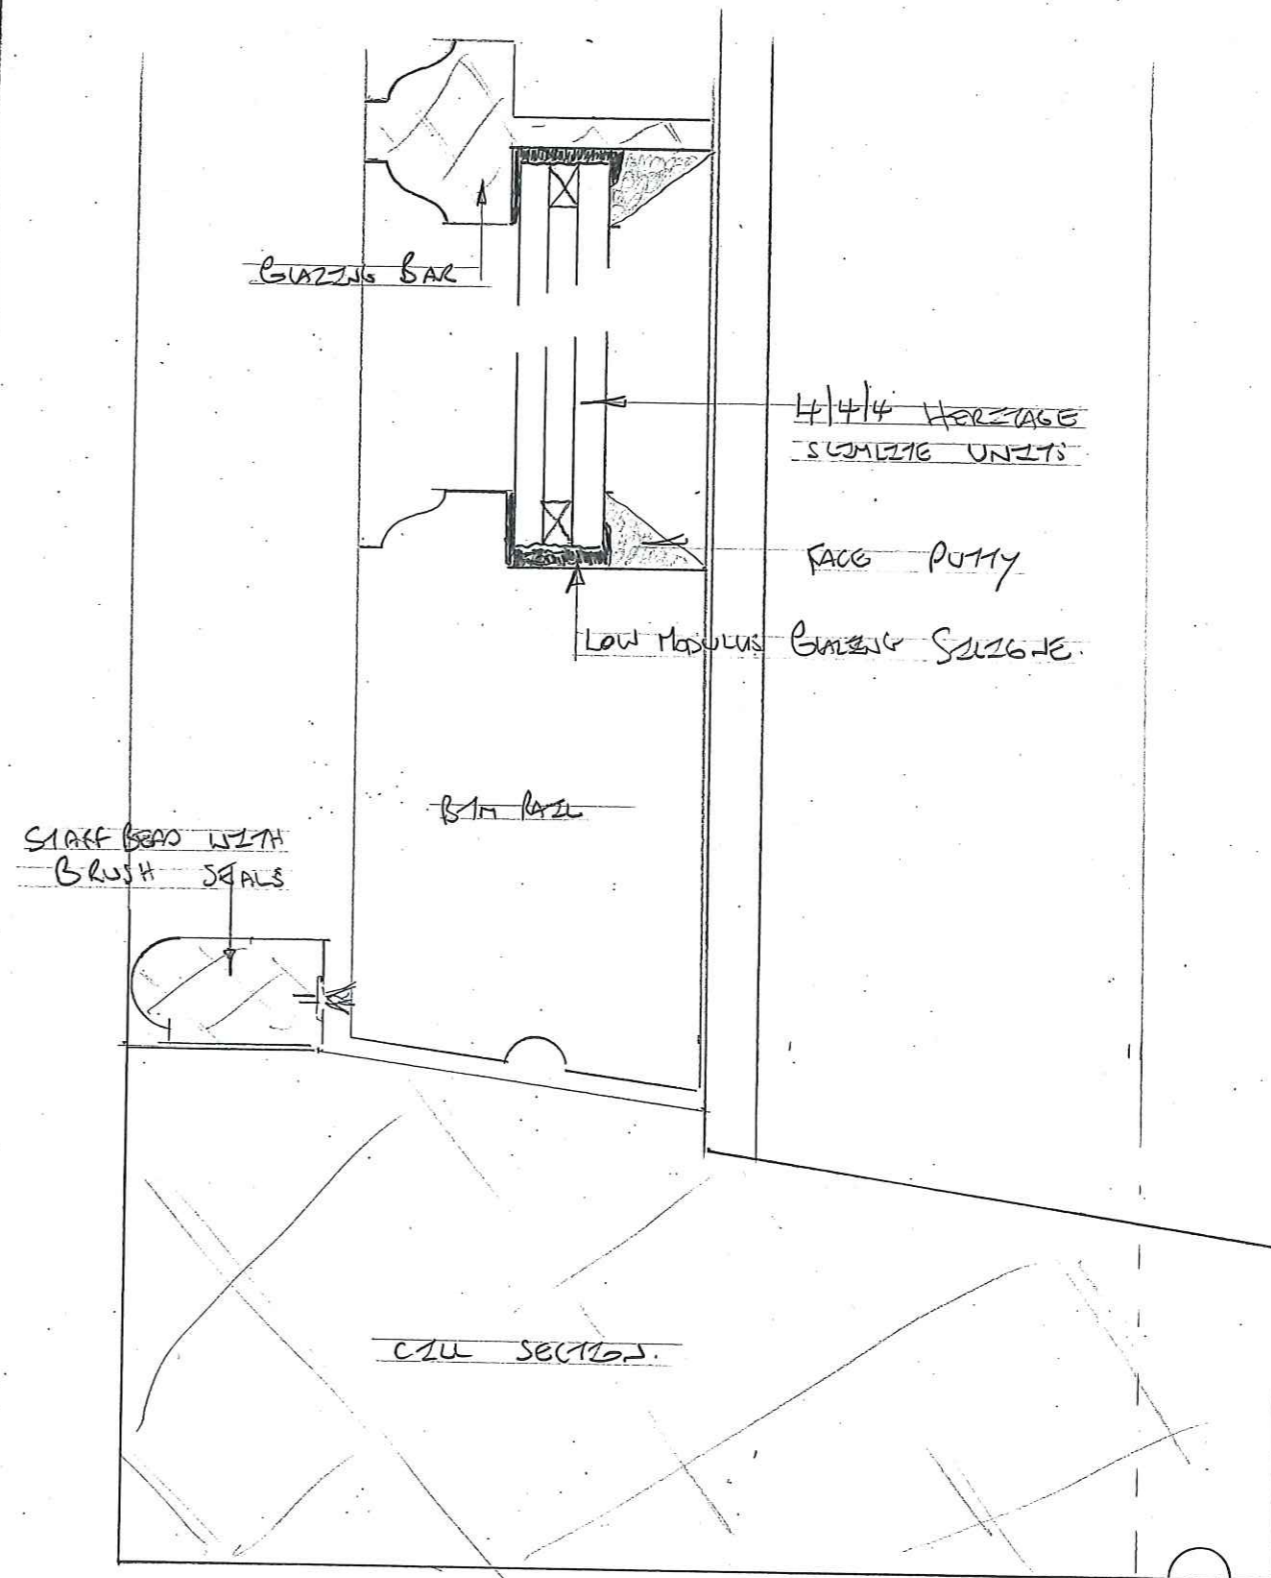 GLAZING BAR
4/4/4 HERITAGE
SLIMLITE UNITS
FACE PUTTY
LOW MODULUS GLAZING SILICONE.
BTM RAIL
STAFF BEAD WITH
BRUSH SEALS
CILL SECTION.